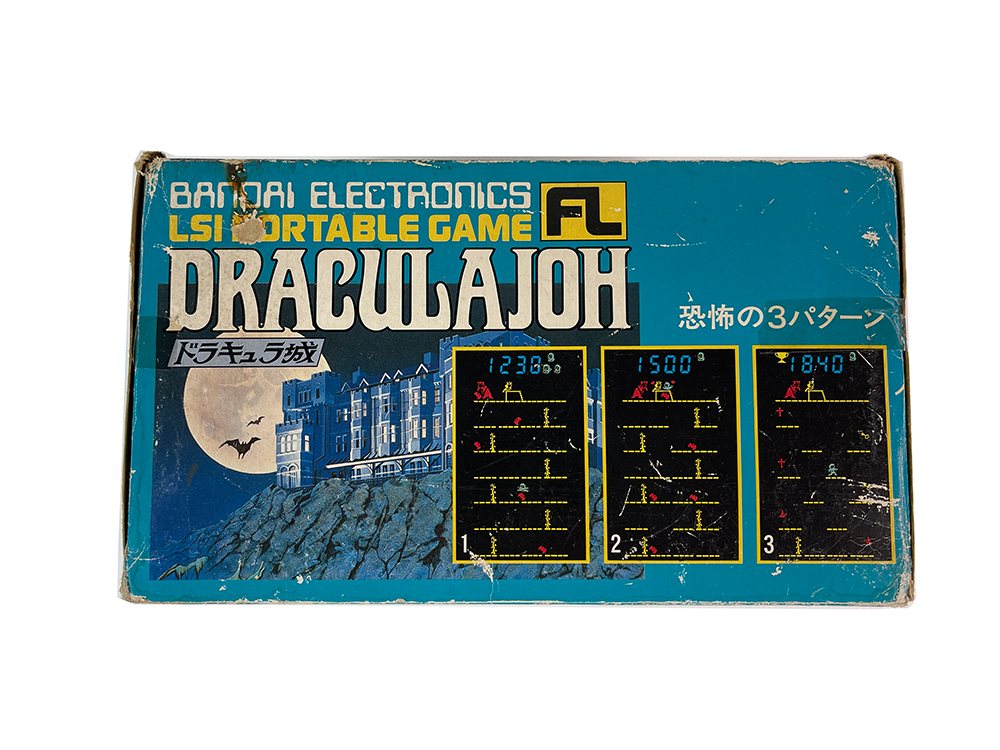 BANDAI ELECTRONICS
LSI PORTABLE GAME
FL
DRACULAJOH
ドラキュラ城
恐怖の3パターン
1230
1500
1840
1
2
3